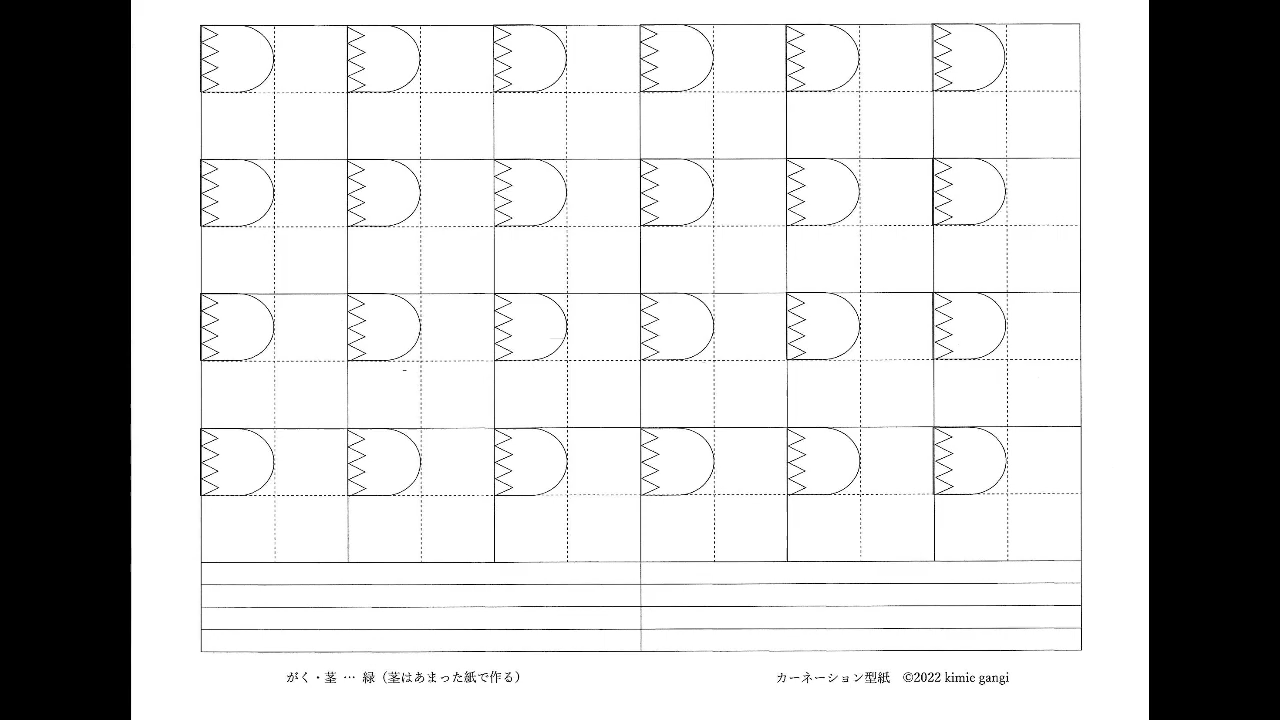 がく・茎 … 緑（茎はあまった紙で作る）
カーネーション型紙　©2022 kimie gangi